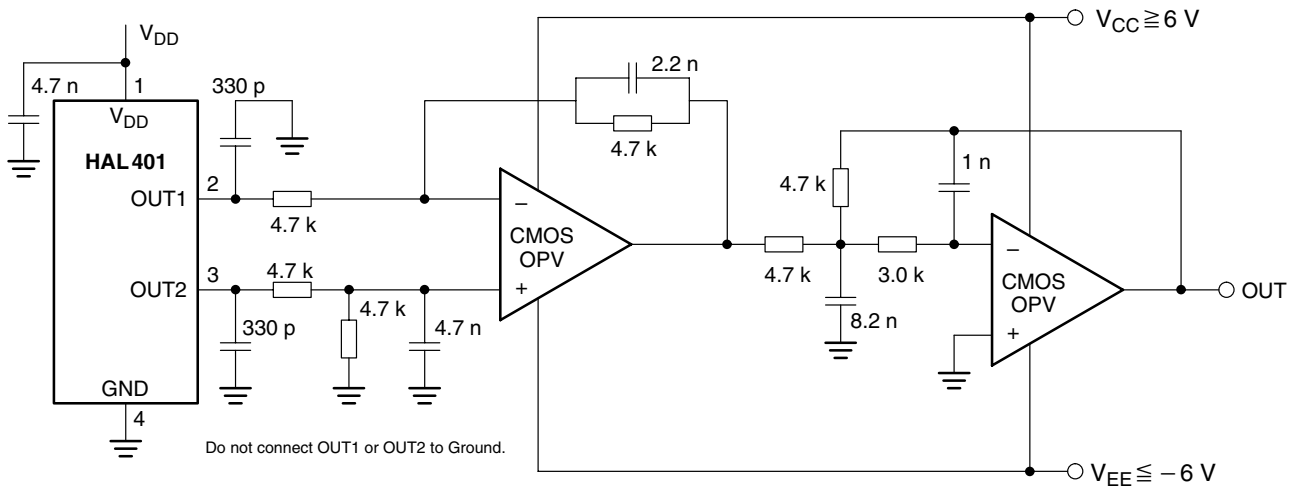 V_DD
4.7 n
1
V_DD
HAL 401
330 p
OUT1
2
4.7 k
OUT2
3
4.7 k
330 p
4.7 k
4.7 n
GND
4
Do not connect OUT1 or OUT2 to Ground.
2.2 n
4.7 k
–
CMOS
OPV
+
4.7 k
4.7 k
3.0 k
1 n
8.2 n
–
CMOS
OPV
+
V_CC ≧ 6 V
OUT
V_EE ≦ – 6 V